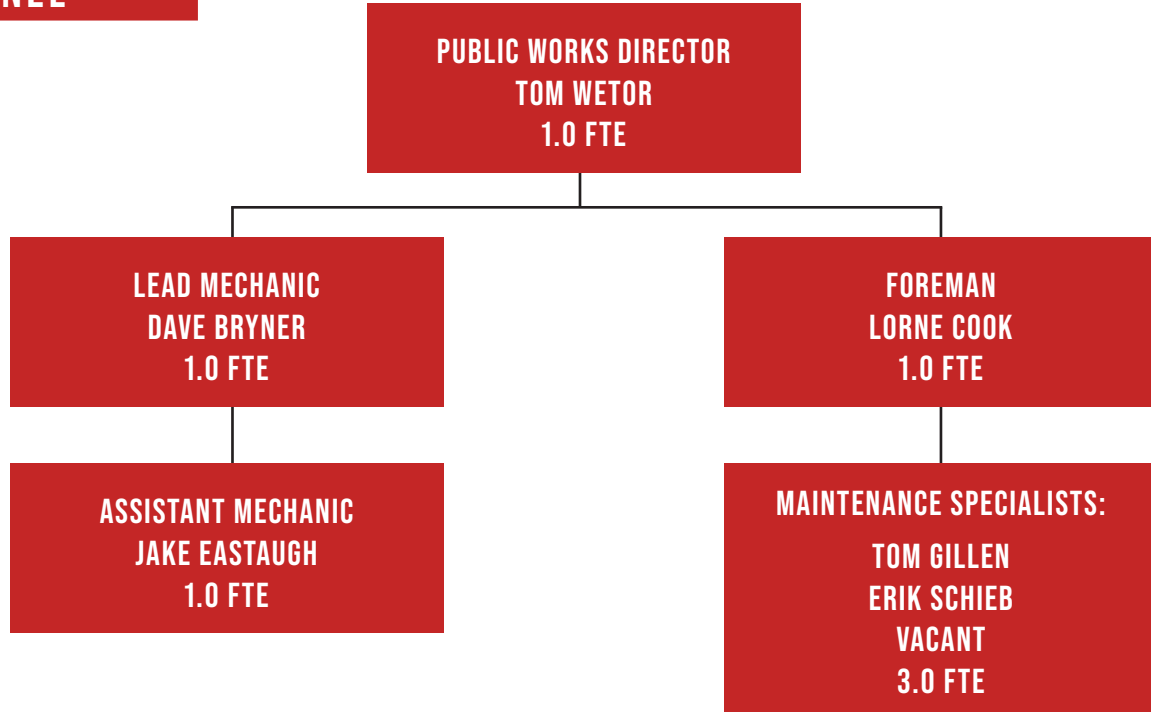 PUBLIC WORKS DIRECTOR
TOM WETOR
1.0 FTE
LEAD MECHANIC
DAVE BRYNER
1.0 FTE
FOREMAN
LORNE COOK
1.0 FTE
ASSISTANT MECHANIC
JAKE EASTAUGH
1.0 FTE
MAINTENANCE SPECIALISTS:
TOM GILLEN
ERIK SCHIEB
VACANT
3.0 FTE